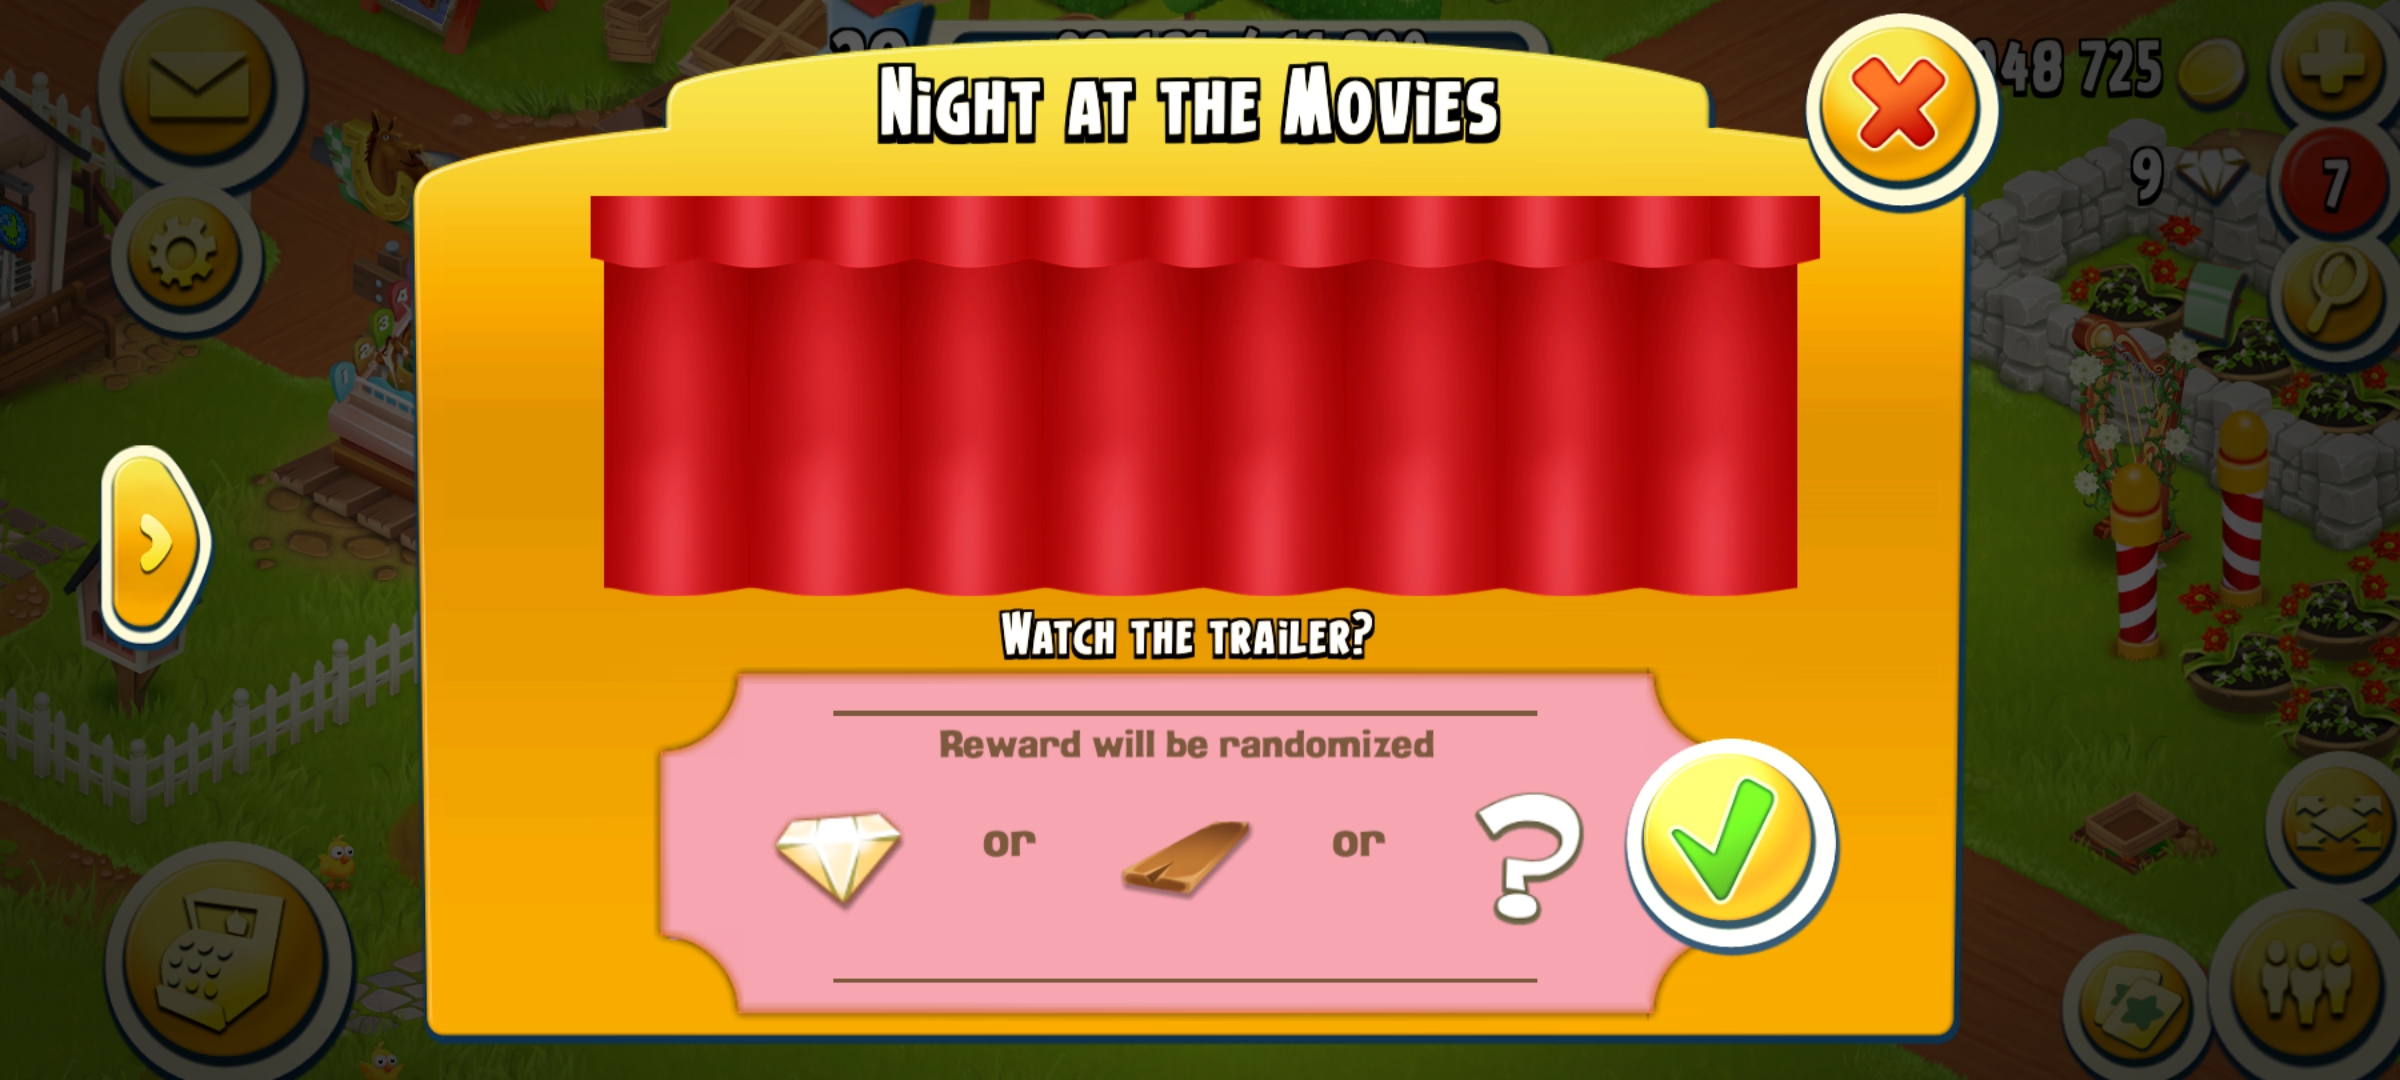 Night at the Movies
9
7
Watch the trailer?
Reward will be randomized
or
or
?